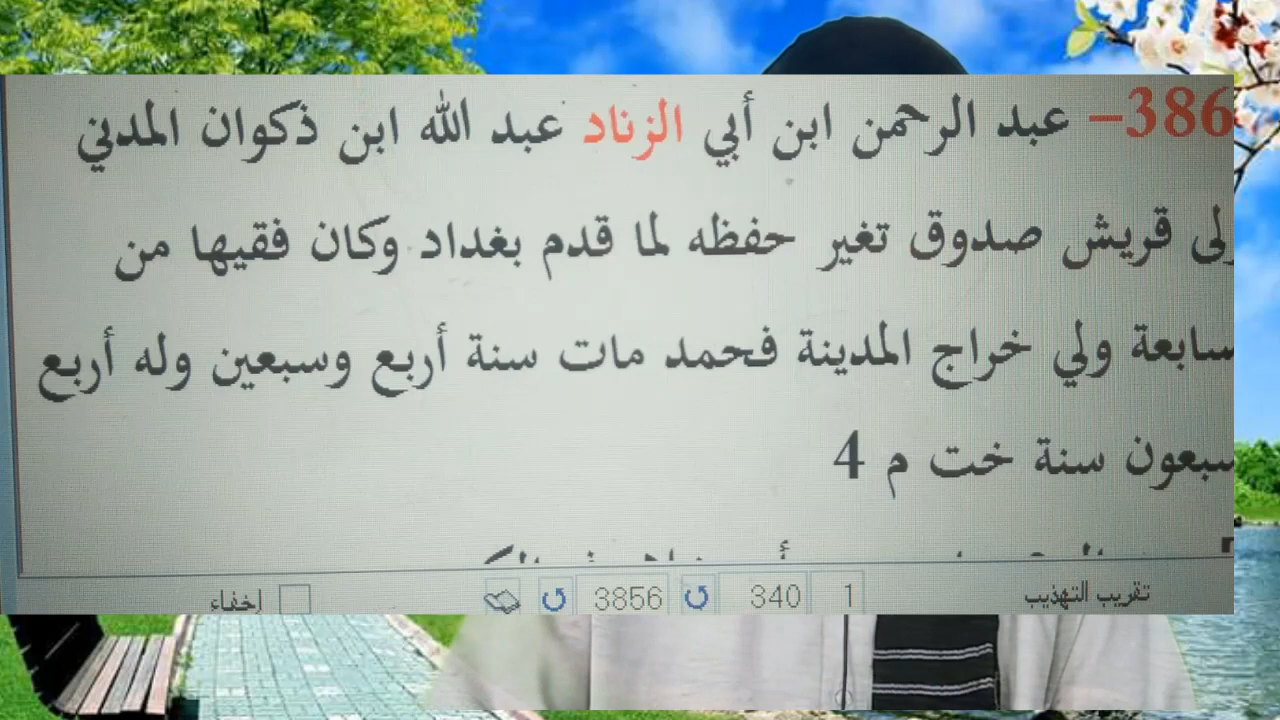 386– عبد الرحمن ابن أبي الزناد عبد الله ابن ذكوان المدني
قريش صدوق تغير حفظه لما قدم بغداد وكان فقيها من
سابعة ولي خراج المدينة فحمد مات سنة أربع وسبعين وله أربع
سبعون سنة خت م 4
تقريب التهذيب 1 340 3856 إخفاء